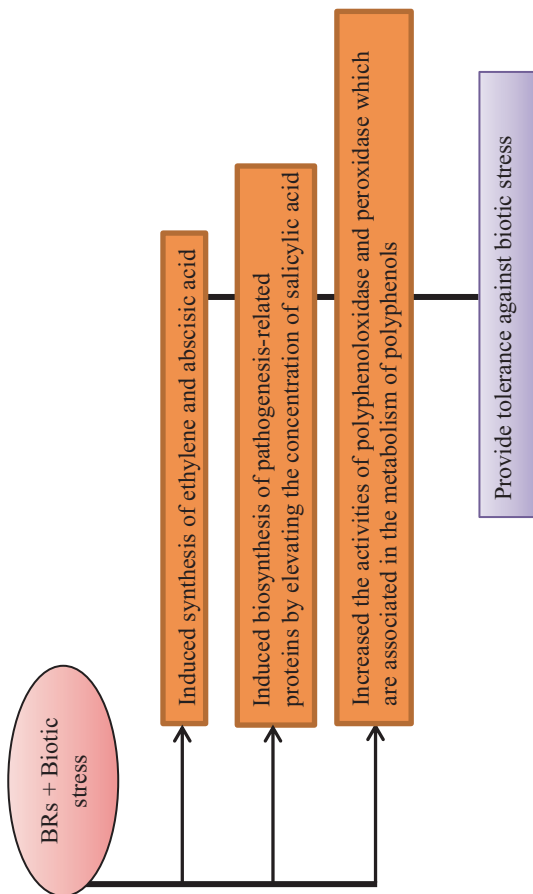 BRs + Biotic
stress
Induced synthesis of ethylene and abscisic acid
Induced biosynthesis of pathogenesis-related
proteins by elevating the concentration of salicylic acid
Increased the activities of polyphenoloxidase and peroxidase which
are associated in the metabolism of polyphenols
Provide tolerance against biotic stress